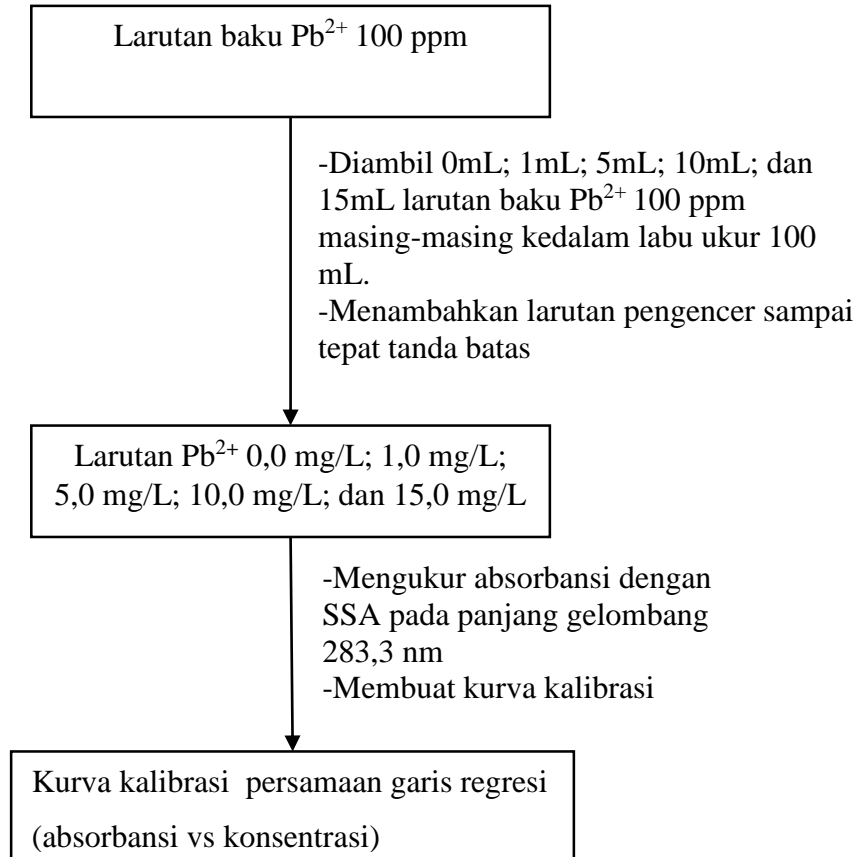 Larutan baku Pb²⁺ 100 ppm
-Diambil 0mL; 1mL; 5mL; 10mL; dan
15mL larutan baku Pb²⁺ 100 ppm
masing-masing kedalam labu ukur 100
mL.
-Menambahkan larutan pengencer sampai
tepat tanda batas
Larutan Pb²⁺ 0,0 mg/L; 1,0 mg/L;
5,0 mg/L; 10,0 mg/L; dan 15,0 mg/L
-Mengukur absorbansi dengan
SSA pada panjang gelombang
283,3 nm
-Membuat kurva kalibrasi
Kurva kalibrasi persamaan garis regresi
(absorbansi vs konsentrasi)